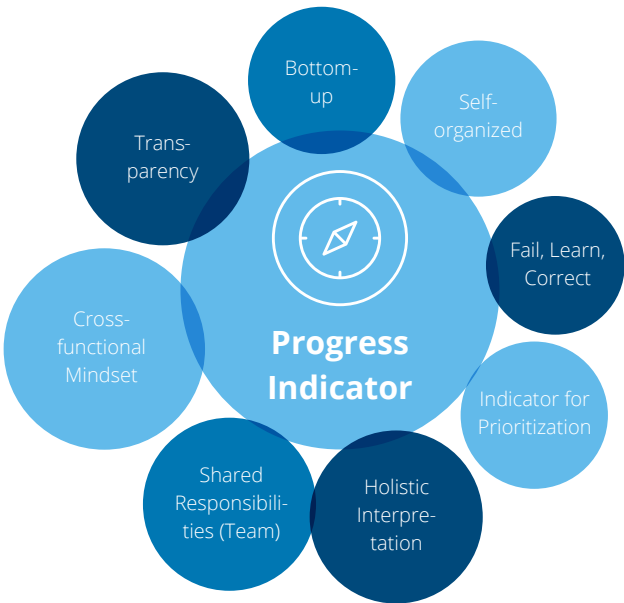 Bottom-
up
Self-
organized
Trans-
parency
Fail, Learn,
Correct
Progress
Indicator
Cross-
functional
Mindset
Indicator for
Prioritization
Shared
Responsibili-
ties (Team)
Holistic
Interpre-
tation